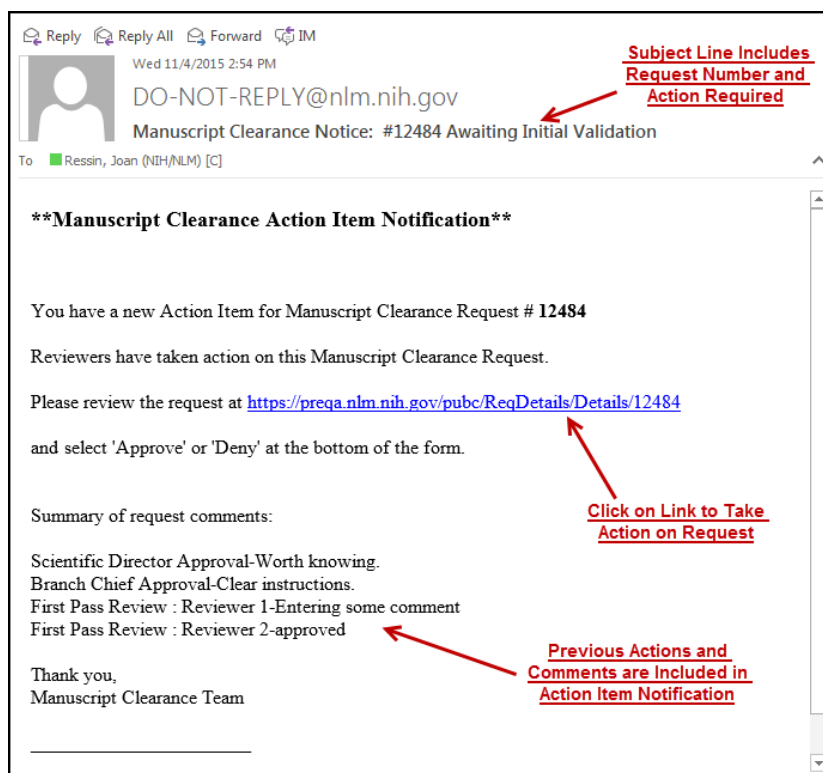 Reply Reply All Forward IM
Wed 11/4/2015 2:54 PM
DO-NOT-REPLY@nlm.nih.gov
Manuscript Clearance Notice:  #12484 Awaiting Initial Validation
To Ressin, Joan (NIH/NLM) [C]
Subject Line Includes
Request Number and
Action Required
**Manuscript Clearance Action Item Notification**
You have a new Action Item for Manuscript Clearance Request # 12484
Reviewers have taken action on this Manuscript Clearance Request.
Please review the request at https://preqa.nlm.nih.gov/pubc/ReqDetails/Details/12484
and select 'Approve' or 'Deny' at the bottom of the form.
Click on Link to Take
Action on Request
Summary of request comments:
Scientific Director Approval-Worth knowing.
Branch Chief Approval-Clear instructions.
First Pass Review : Reviewer 1-Entering some comment
First Pass Review : Reviewer 2-approved
Previous Actions and
Comments are Included in
Action Item Notification
Thank you,
Manuscript Clearance Team